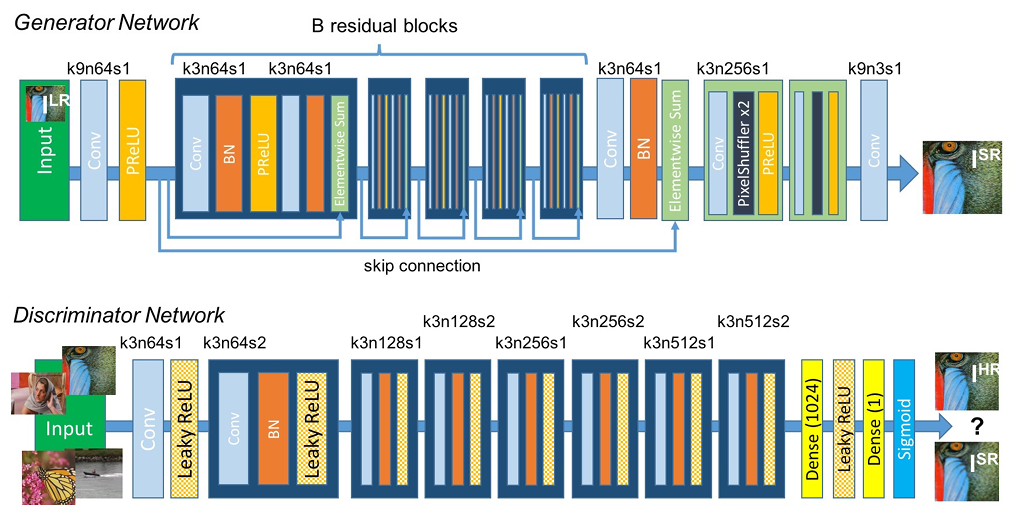 Generator Network
B residual blocks
k9n64s1
k3n64s1
k3n64s1
k3n64s1
k3n256s1
k9n3s1
I^LR
Input
Conv
PReLU
Conv
BN
PReLU
Elementwise Sum
Conv
BN
Elementwise Sum
Conv
PixelShuffler x2
PReLU
Conv
I^SR
skip connection
Discriminator Network
k3n64s1
k3n64s2
k3n128s1
k3n128s2
k3n256s1
k3n256s2
k3n512s1
k3n512s2
Input
Conv
Leaky ReLU
Conv
BN
Leaky ReLU
Dense (1024)
Leaky ReLU
Dense (1)
Sigmoid
I^HR
?
I^SR